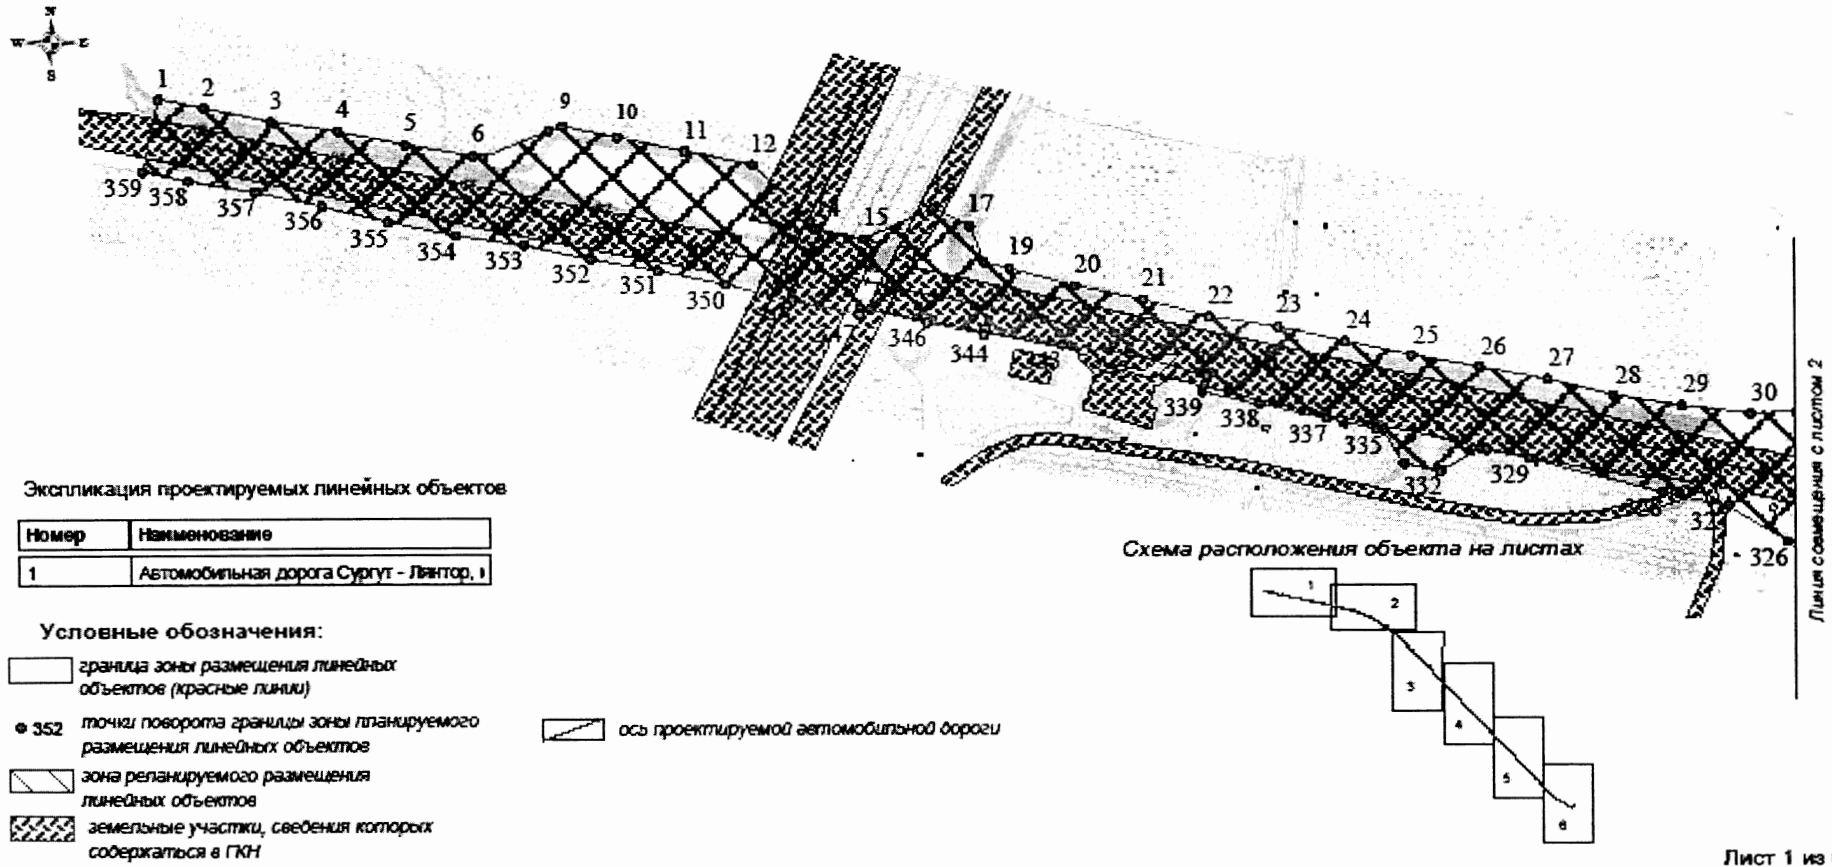 N
W E
S
1 2 3 4 5 6 9 10 11 12 15 17 19 20 21 22 23 24 25 26 27 28 29 30
359 358 357 356 355 354 353 352 351 350 346 344 339 338 337 335 332 329 326
Линия совмещения с листом 2
Экспликация проектируемых линейных объектов
Номер Наименование
1 Автомобильная дорога Сургут - Лянтор,
Схема расположения объекта на листах
1
2
3
4
5
6
Условные обозначения:
граница зоны размещения линейных
объектов (красные линии)
352 точки поворота границы зоны планируемого
размещения линейных объектов
ось проектируемой автомобильной дороги
зона репанируемого размещения
линейных объектов
земельные участки, сведения которых
содержаться в ГКН
Лист 1 из